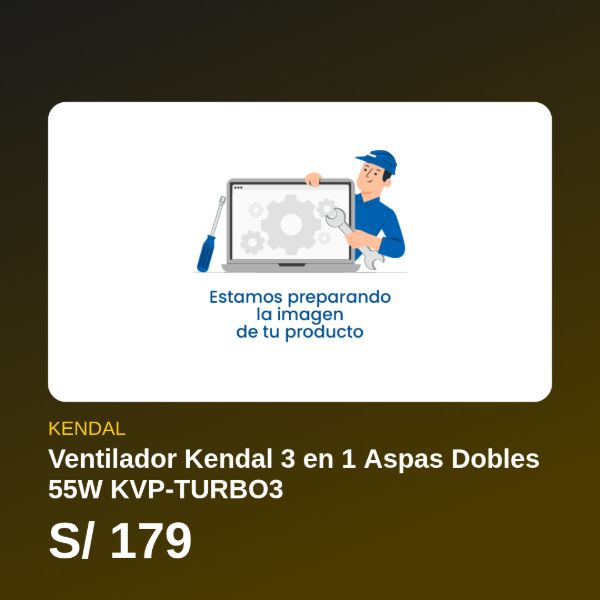 Estamos preparando
la imagen
de tu producto
KENDAL
Ventilador Kendal 3 en 1 Aspas Dobles
55W KVP-TURBO3
S/ 179